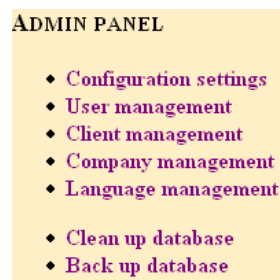 ADMIN PANEL
Configuration settings
User management
Client management
Company management
Language management
Clean up database
Back up database